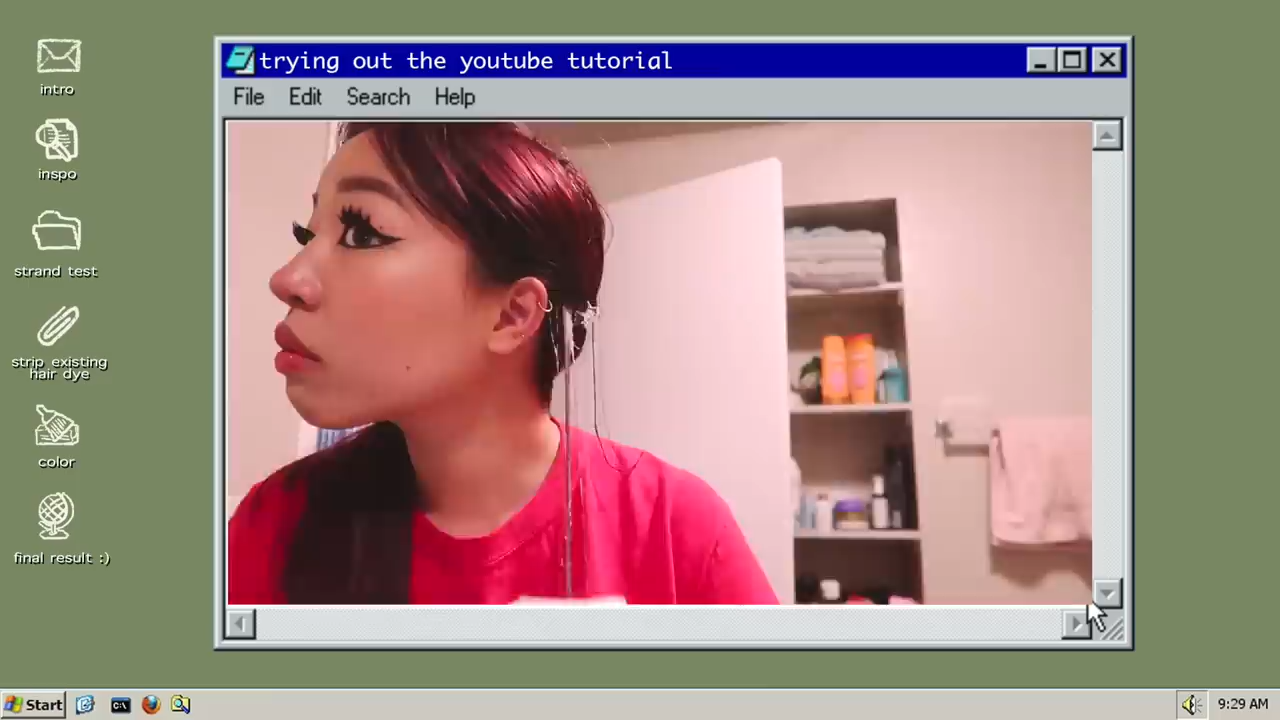 trying out the youtube tutorial
File Edit Search Help
intro
inspo
strand test
strip existing
hair dye
color
final result :)
Start
C:\
9:29 AM